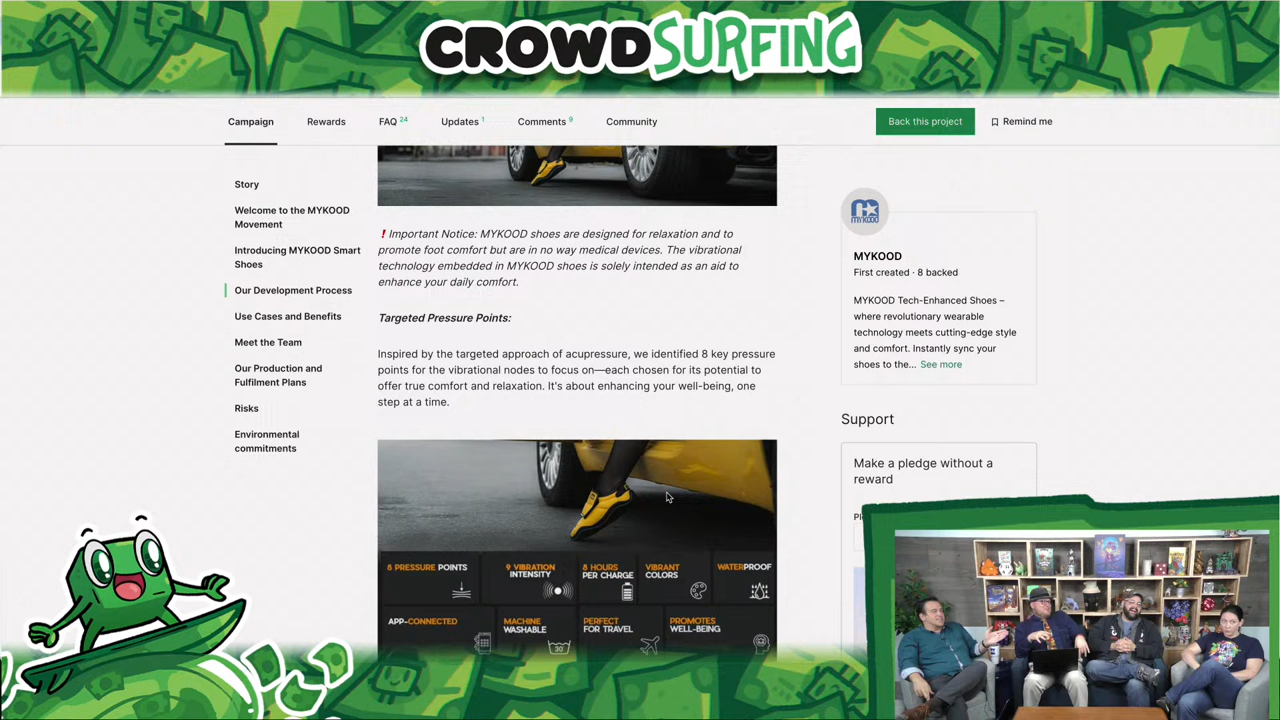 CROWDSURFING
Campaign
Rewards
FAQ 24
Updates 1
Comments 9
Community
Back this project
Remind me
Story
Welcome to the MYKOOD
Movement
Introducing MYKOOD Smart
Shoes
Our Development Process
Use Cases and Benefits
Meet the Team
Our Production and
Fulfilment Plans
Risks
Environmental
commitments
❗ Important Notice: MYKOOD shoes are designed for relaxation and to
promote foot comfort but are in no way medical devices. The vibrational
technology embedded in MYKOOD shoes is solely intended as an aid to
enhance your daily comfort.
Targeted Pressure Points:
Inspired by the targeted approach of acupressure, we identified 8 key pressure
points for the vibrational nodes to focus on—each chosen for its potential to
offer true comfort and relaxation. It's about enhancing your well-being, one
step at a time.
8 PRESSURE POINTS
9 VIBRATION
INTENSITY
8 HOURS
PER CHARGE
VIBRANT
COLORS
WATERPROOF
APP-CONNECTED
MACHINE
WASHABLE
30
PERFECT
FOR TRAVEL
PROMOTES
WELL-BEING
MYKOOD
MYKOOD
First created · 8 backed
MYKOOD Tech-Enhanced Shoes –
where revolutionary wearable
technology meets cutting-edge style
and comfort. Instantly sync your
shoes to the... See more
Support
Make a pledge without a
reward